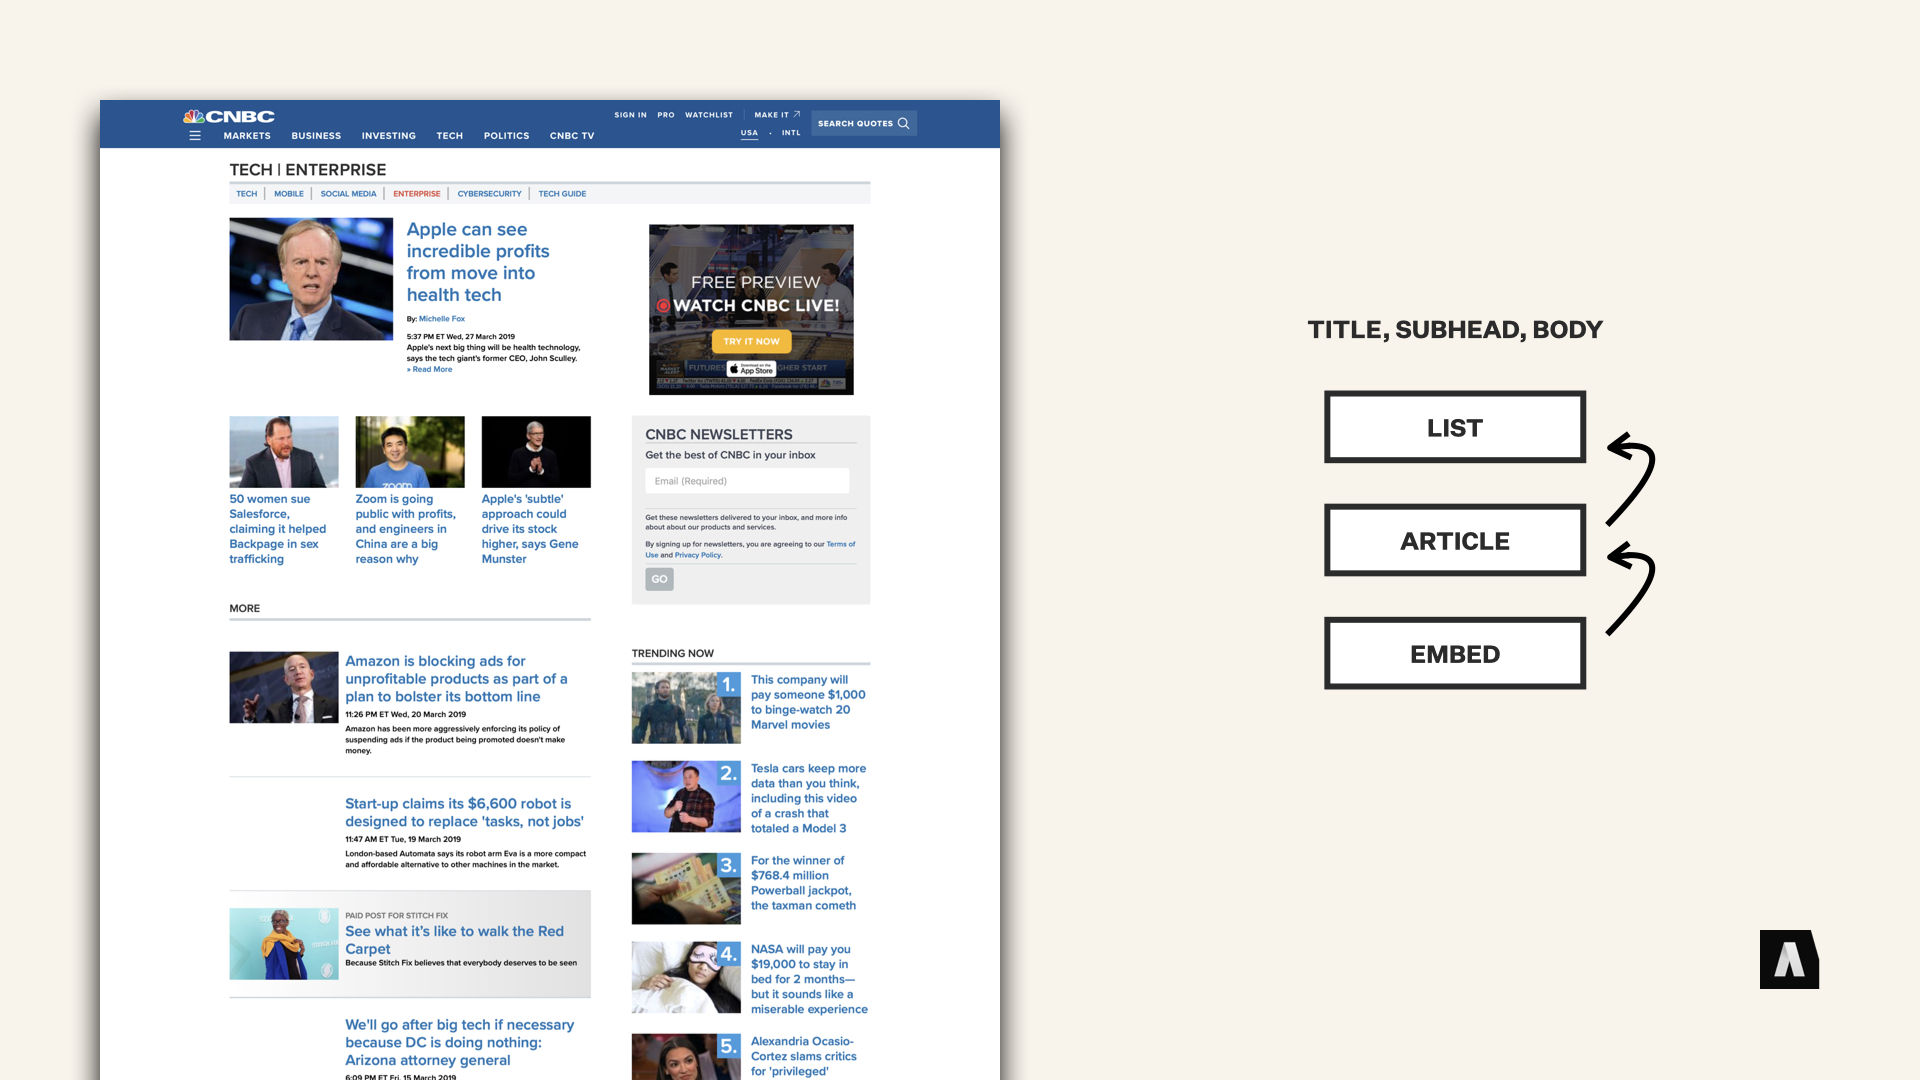 CNBC
SIGN IN PRO WATCHLIST MAKE IT
SEARCH QUOTES
MARKETS BUSINESS INVESTING TECH POLITICS CNBC TV
USA · INTL
TECH | ENTERPRISE
TECH MOBILE SOCIAL MEDIA ENTERPRISE CYBERSECURITY TECH GUIDE
Apple can see
incredible profits
from move into
health tech
By: Michelle Fox
5:37 PM ET Wed, 27 March 2019
Apple's next big thing will be health technology,
says the tech giant's former CEO, John Sculley.
» Read More
FREE PREVIEW
WATCH CNBC LIVE!
TRY IT NOW
Download on the
App Store
50 women sue
Salesforce,
claiming it helped
Backpage in sex
trafficking
zoom
Zoom is going
public with profits,
and engineers in
China are a big
reason why
Apple's 'subtle'
approach could
drive its stock
higher, says Gene
Munster
CNBC NEWSLETTERS
Get the best of CNBC in your inbox
Email (Required)
Get these newsletters delivered to your inbox, and more info
about about our products and services.
By signing up for newsletters, you are agreeing to our Terms of
Use and Privacy Policy.
GO
MORE
Amazon is blocking ads for
unprofitable products as part of a
plan to bolster its bottom line
11:26 PM ET Wed, 20 March 2019
Amazon has been more aggressively enforcing its policy of
suspending ads if the product being promoted doesn't make
money.
Start-up claims its $6,600 robot is
designed to replace 'tasks, not jobs'
11:47 AM ET Tue, 19 March 2019
London-based Automata says its robot arm Eva is a more compact
and affordable alternative to other machines in the market.
PAID POST FOR STITCH FIX
See what it's like to walk the Red
Carpet
Because Stitch Fix believes that everybody deserves to be seen
We'll go after big tech if necessary
because DC is doing nothing:
Arizona attorney general
6:09 PM ET Fri, 15 March 2019
TRENDING NOW
1.
This company will
pay someone $1,000
to binge-watch 20
Marvel movies
2.
Tesla cars keep more
data than you think,
including this video
of a crash that
totaled a Model 3
3.
For the winner of
$768.4 million
Powerball jackpot,
the taxman cometh
4.
NASA will pay you
$19,000 to stay in
bed for 2 months—
but it sounds like a
miserable experience
5.
Alexandria Ocasio-
Cortez slams critics
for 'privileged'
TITLE, SUBHEAD, BODY
LIST
ARTICLE
EMBED